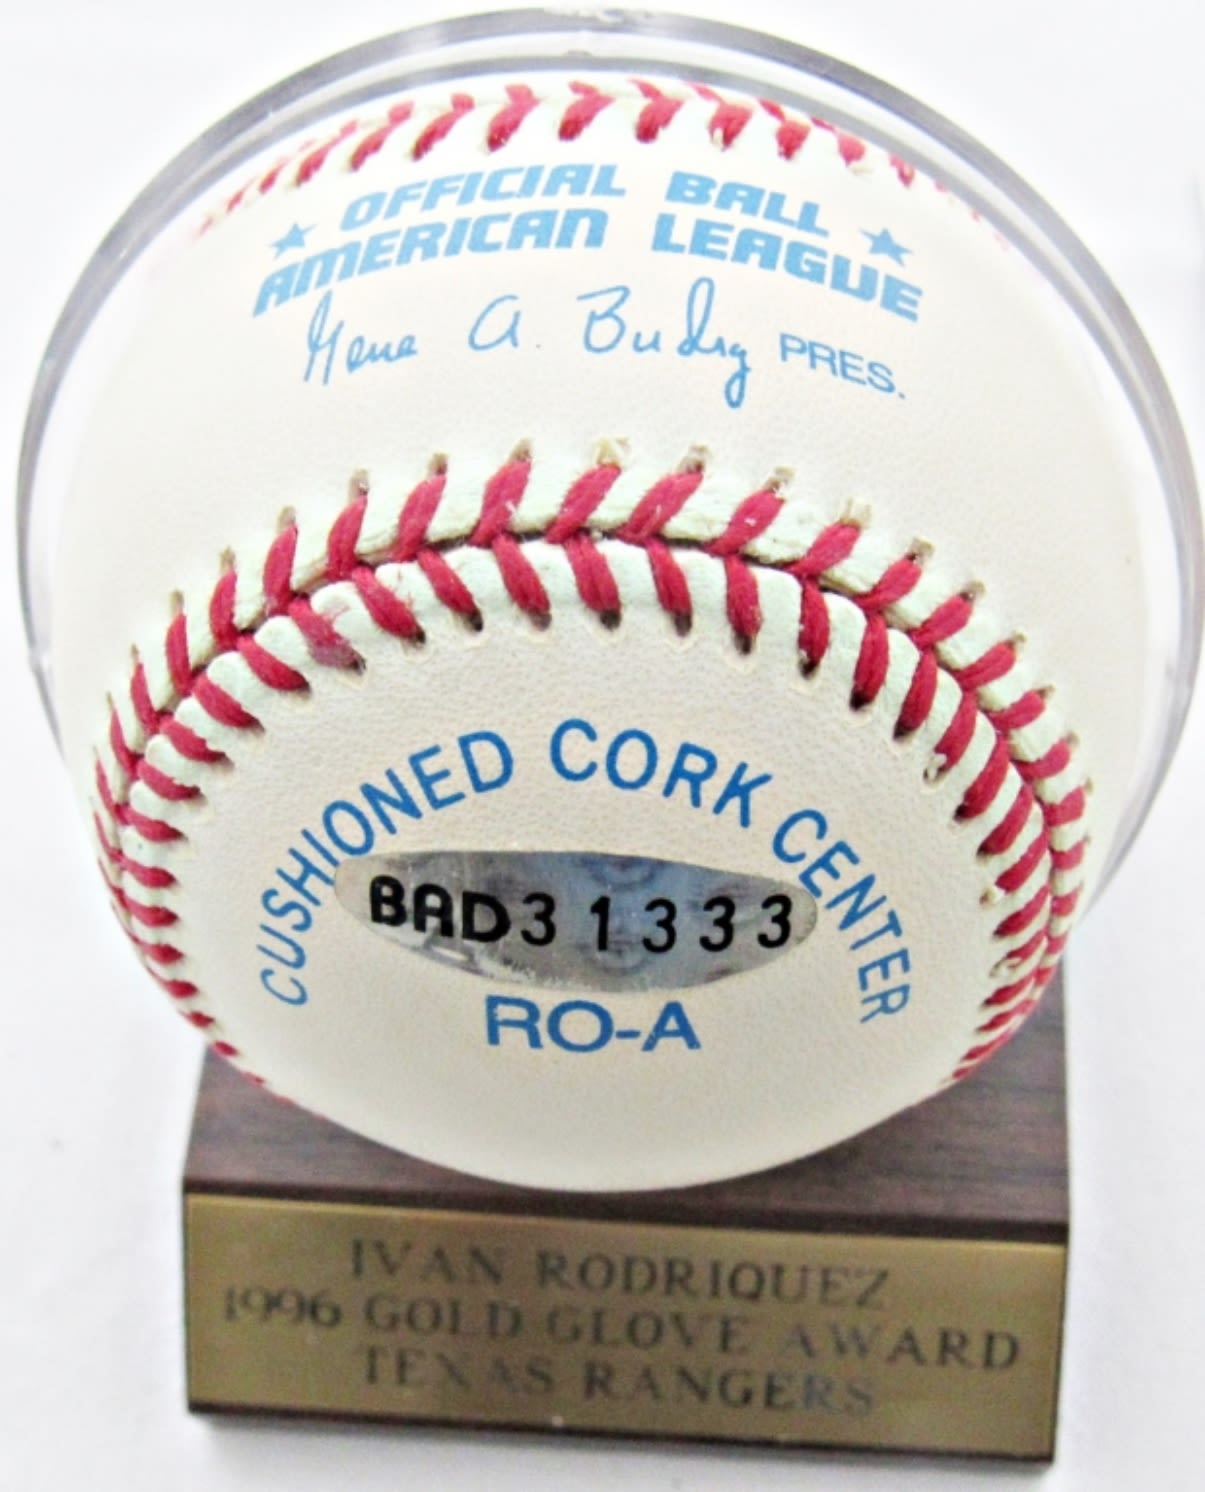 OFFICIAL BALL
AMERICAN LEAGUE
Gene A. Budig PRES.
CUSHIONED CORK CENTER
BAD31333
RO-A
IVAN RODRIQUEZ
1996 GOLD GLOVE AWARD
TEXAS RANGERS